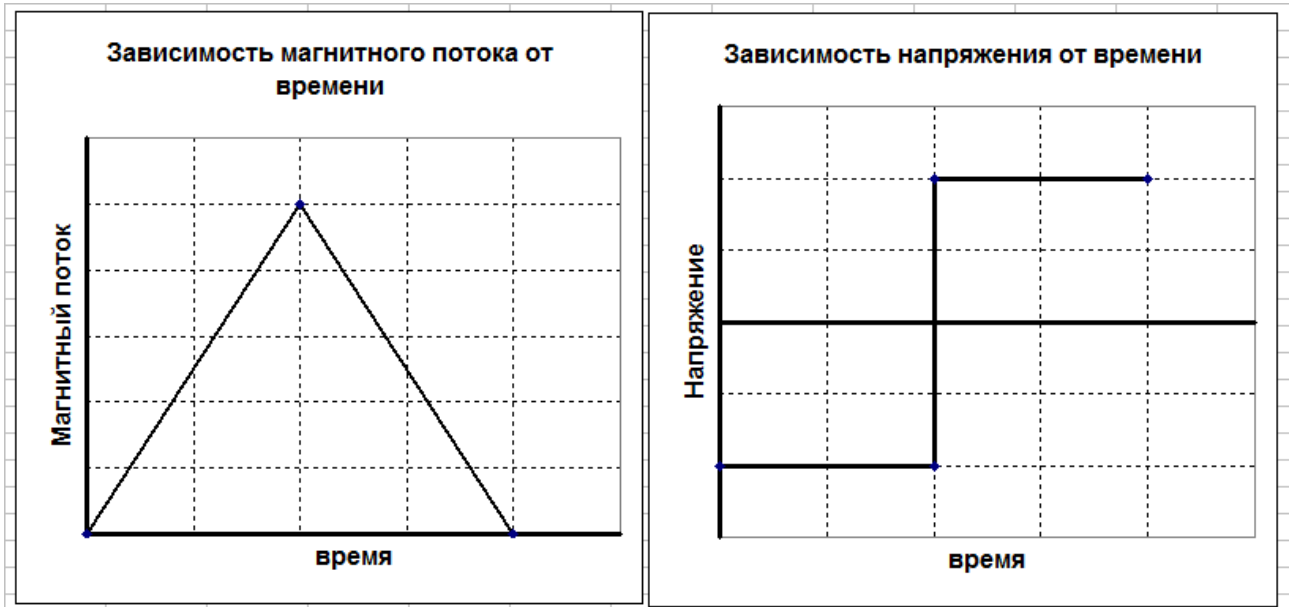 Зависимость магнитного потока от
времени
Магнитный поток
время
Зависимость напряжения от времени
Напряжение
время